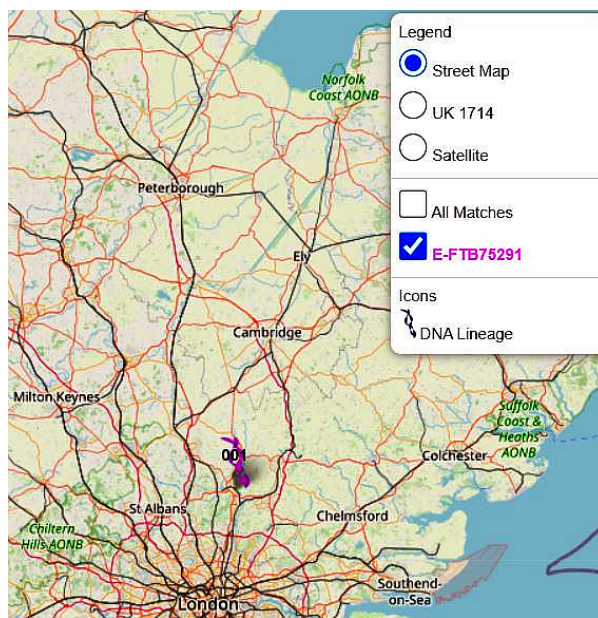 Legend
Street Map
UK 1714
Satellite
All Matches
E-FTB75291
Icons
DNA Lineage
Norfolk
Coast AONB
Peterborough
Ely
Cambridge
Milton Keynes
Suffolk
Coast &
Heaths
AONB
001
Colchester
St Albans
Chelmsford
Chiltern
Hills AONB
Southend-
on-Sea
London